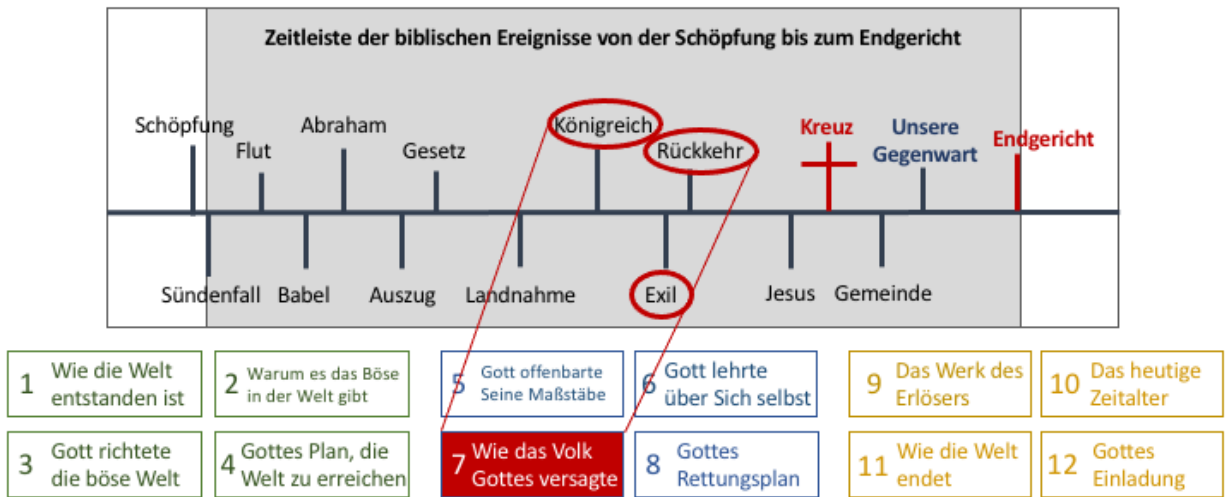 Zeitleiste der biblischen Ereignisse von der Schöpfung bis zum Endgericht
Schöpfung
Flut
Abraham
Gesetz
Königreich
Rückkehr
Kreuz
Unsere
Gegenwart
Endgericht
Sündenfall
Babel
Auszug
Landnahme
Exil
Jesus
Gemeinde
1 Wie die Welt
entstanden ist
2 Warum es das Böse
in der Welt gibt
5 Gott offenbarte
Seine Maßstäbe
6 Gott lehrte
über Sich selbst
9 Das Werk des
Erlösers
10 Das heutige
Zeitalter
3 Gott richtete
die böse Welt
4 Gottes Plan, die
Welt zu erreichen
7 Wie das Volk
Gottes versagte
8 Gottes
Rettungsplan
11 Wie die Welt
endet
12 Gottes
Einladung